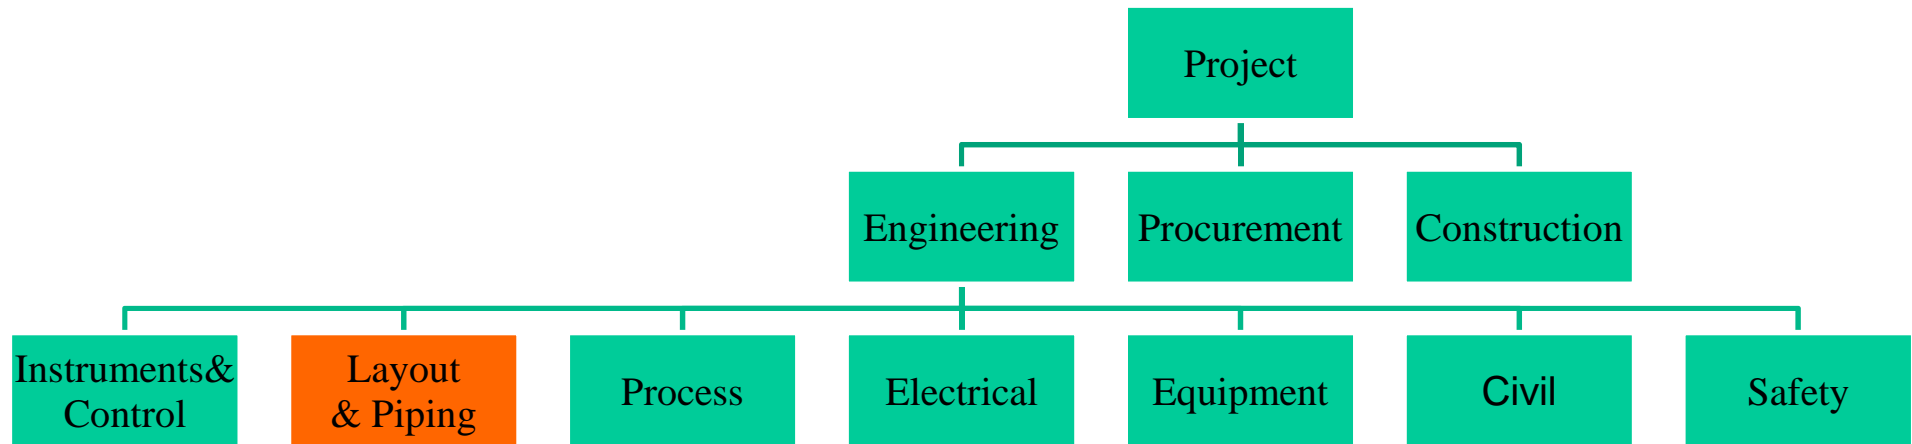 Project
Engineering
Procurement
Construction
Instruments&
Control
Layout
& Piping
Process
Electrical
Equipment
Civil
Safety